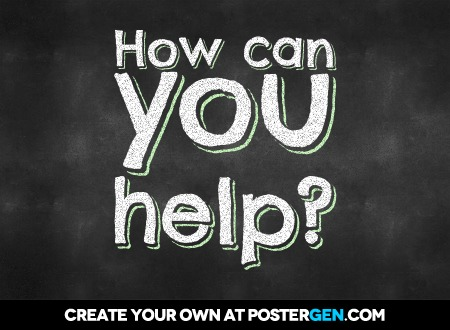 How can
you
help?
CREATE YOUR OWN AT POSTERGEN.COM